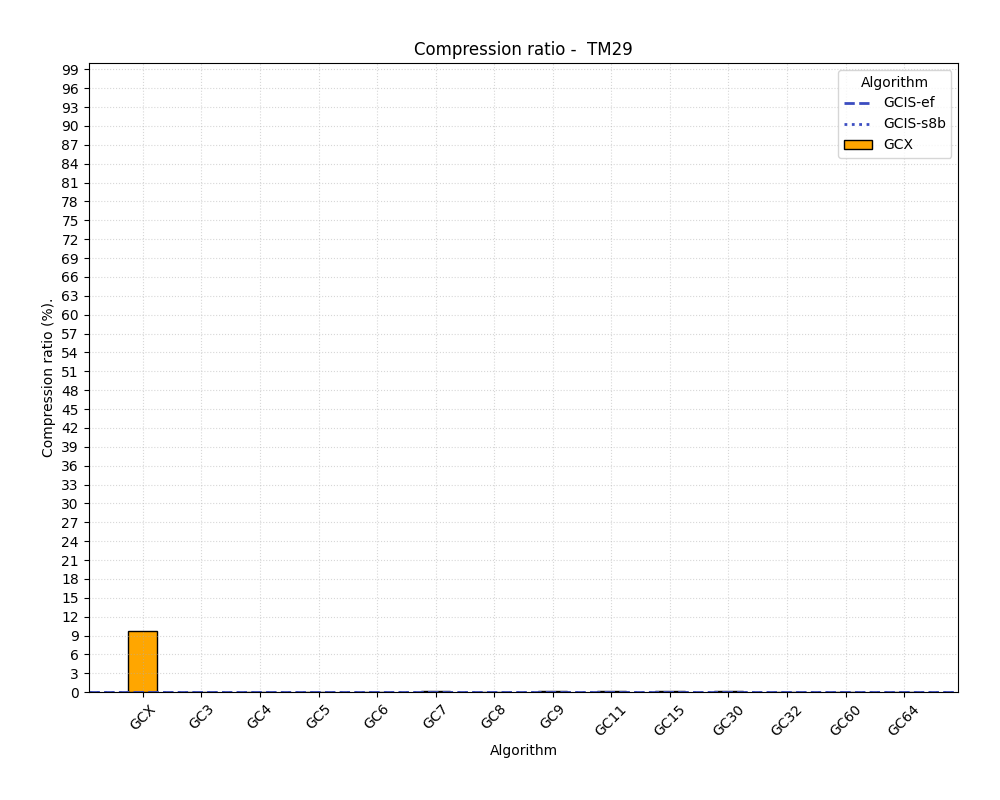 Compression ratio -  TM29
99
96
93
90
87
84
81
78
75
72
69
66
63
60
57
54
51
48
45
42
39
36
33
30
27
24
21
18
15
12
9
6
3
0
Compression ratio (%).
Algorithm
GCIS-ef
GCIS-s8b
GCX
GCX
GC3
GC4
GC5
GC6
GC7
GC8
GC9
GC11
GC15
GC30
GC32
GC60
GC64
Algorithm